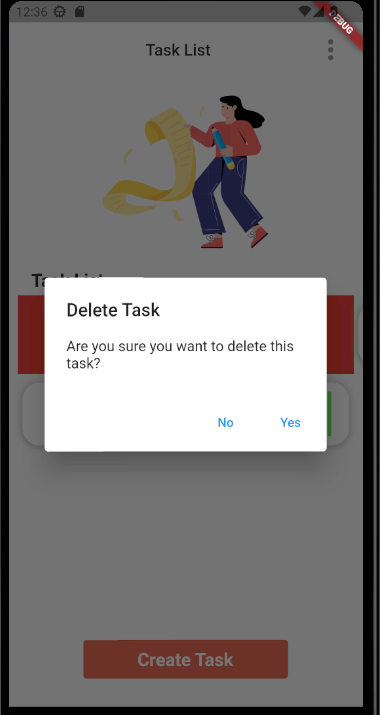 12:36
DEBUG
Task List
Task List
Delete Task
Are you sure you want to delete this
task?
No
Yes
Create Task